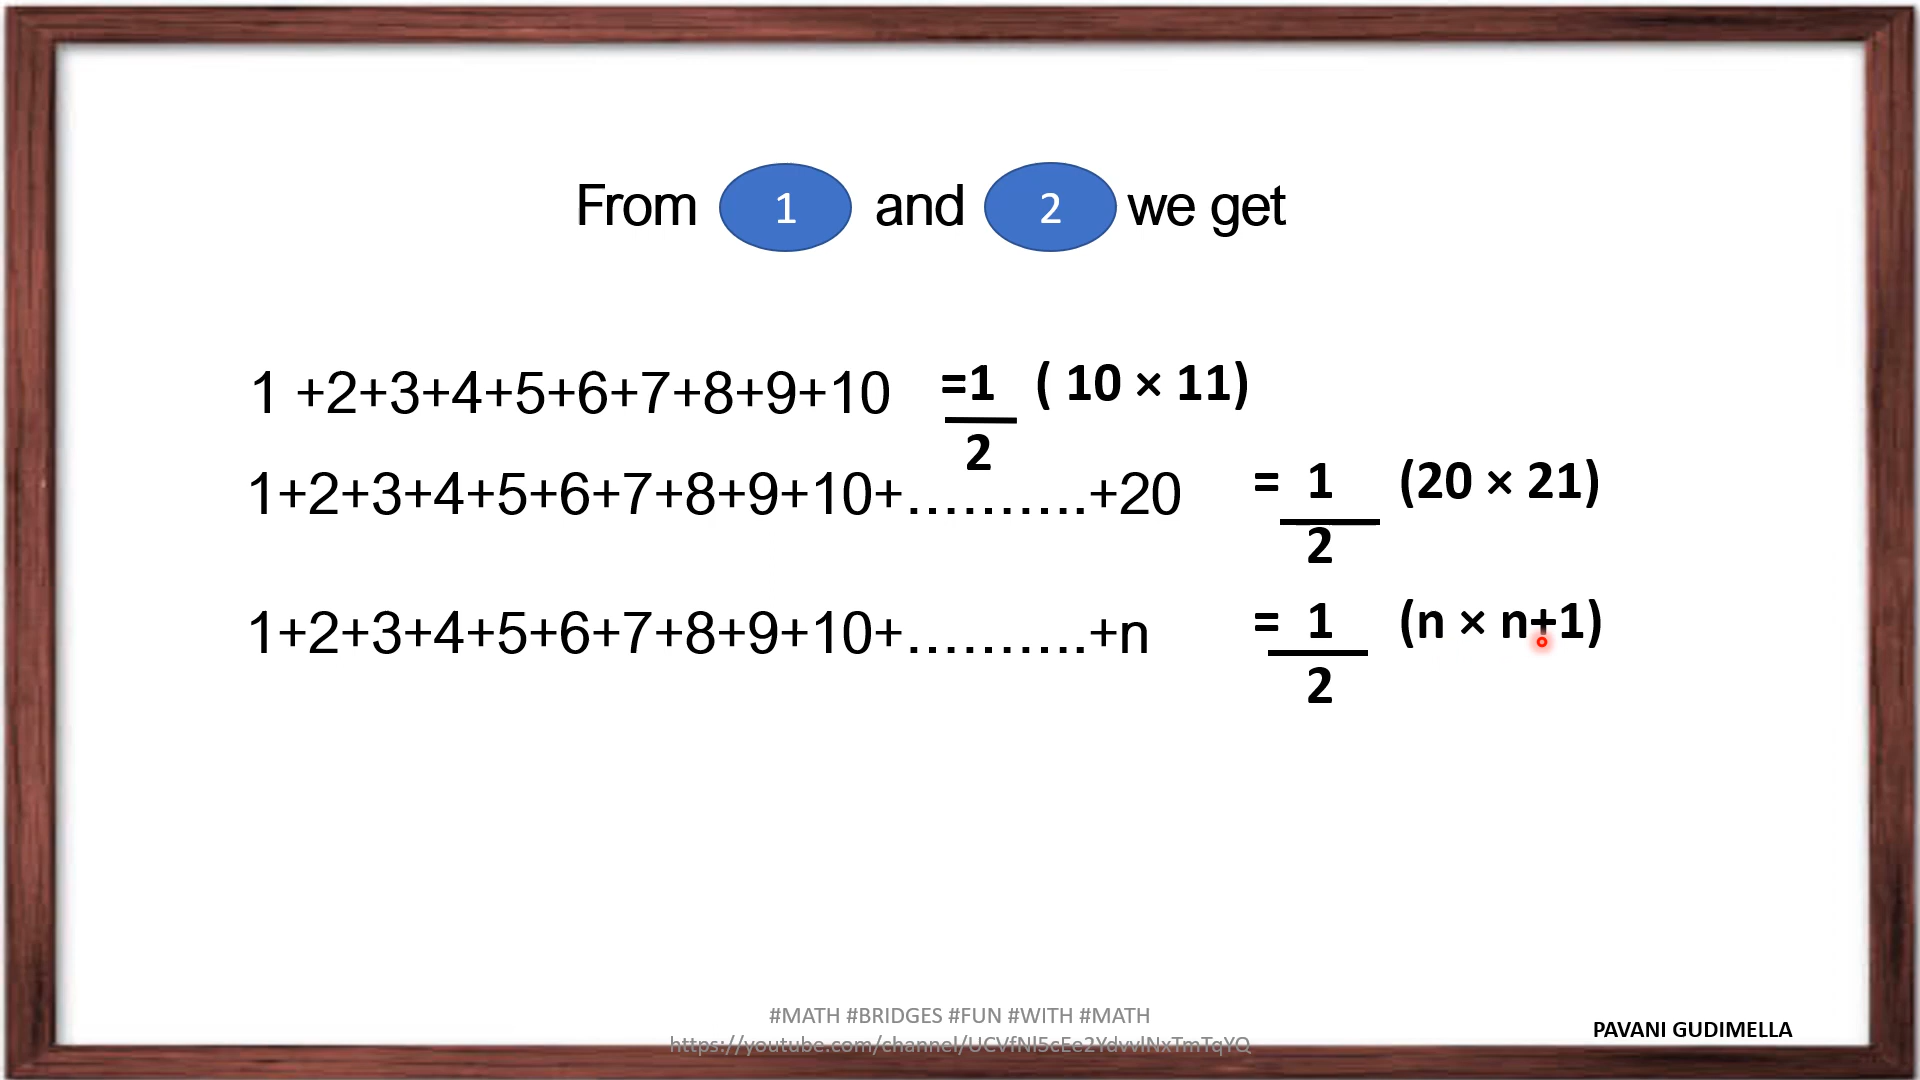 From 1 and 2 we get
1 +2+3+4+5+6+7+8+9+10 =1/2 ( 10 × 11)
1+2+3+4+5+6+7+8+9+10+..........+20 = 1/2 (20 × 21)
1+2+3+4+5+6+7+8+9+10+..........+n = 1/2 (n × n+1)
#MATH #BRIDGES #FUN #WITH #MATH
PAVANI GUDIMELLA